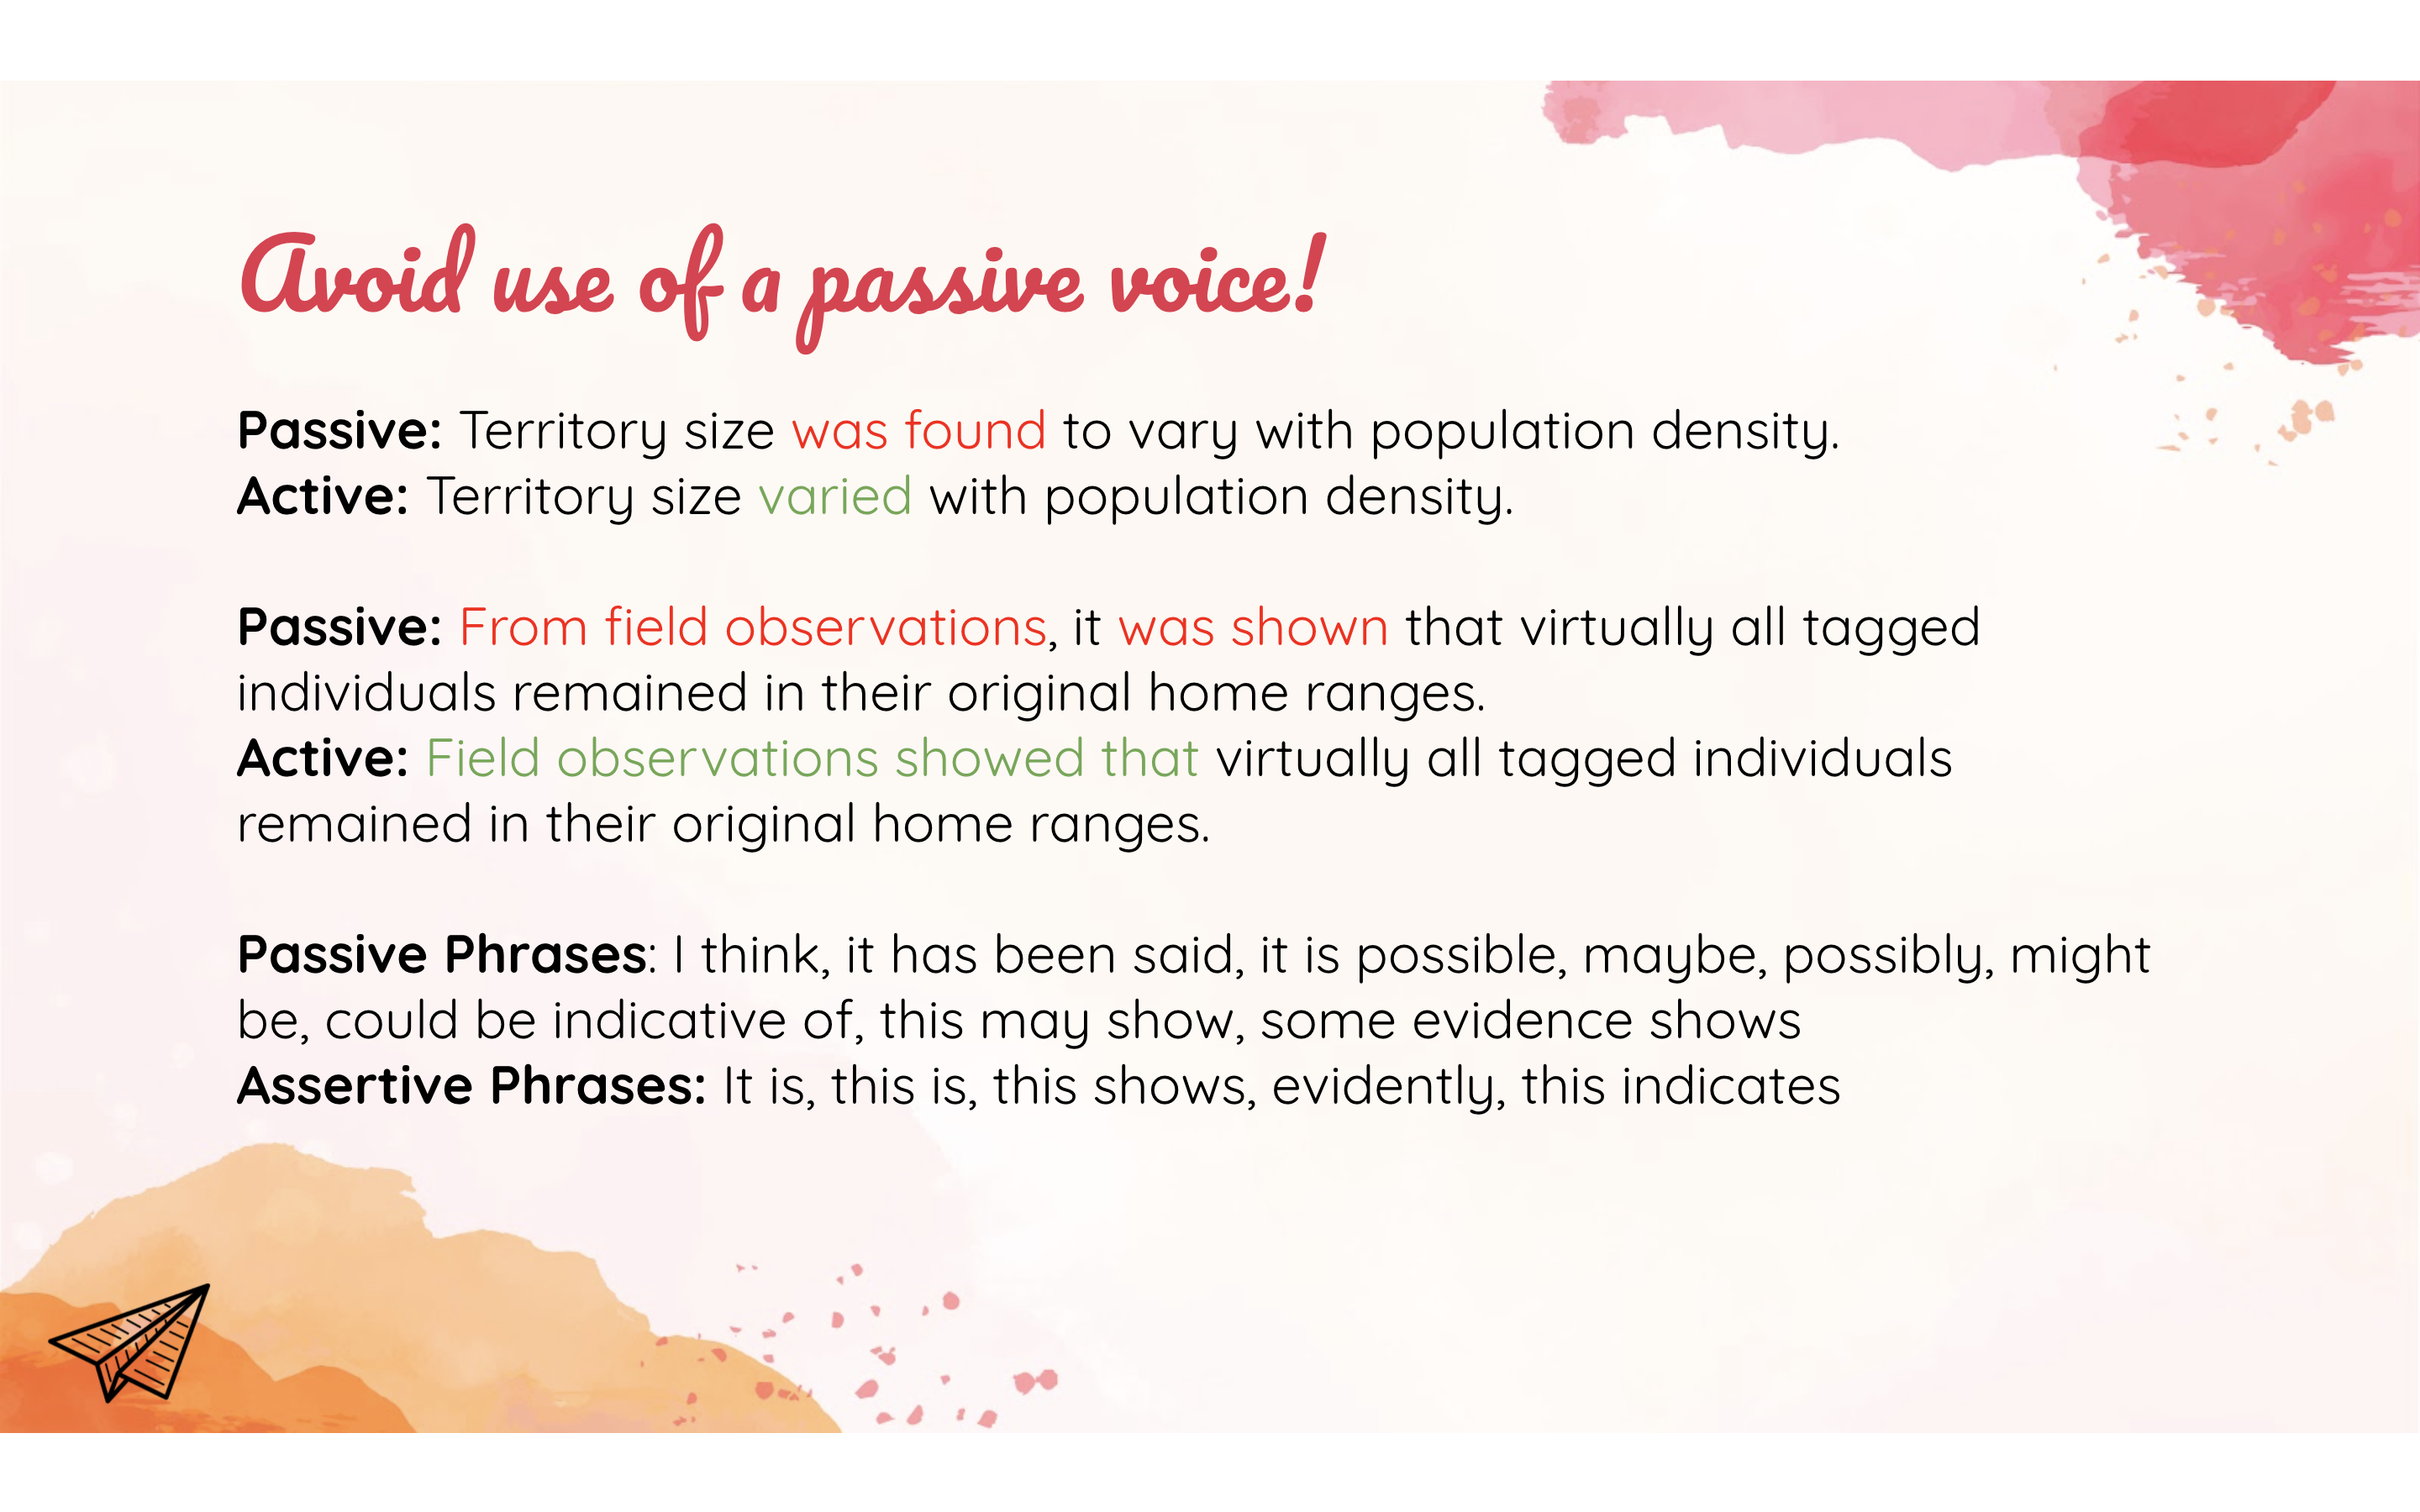 Avoid use of a passive voice!
Passive: Territory size was found to vary with population density.
Active: Territory size varied with population density.
Passive: From field observations, it was shown that virtually all tagged
individuals remained in their original home ranges.
Active: Field observations showed that virtually all tagged individuals
remained in their original home ranges.
Passive Phrases: I think, it has been said, it is possible, maybe, possibly, might
be, could be indicative of, this may show, some evidence shows
Assertive Phrases: It is, this is, this shows, evidently, this indicates